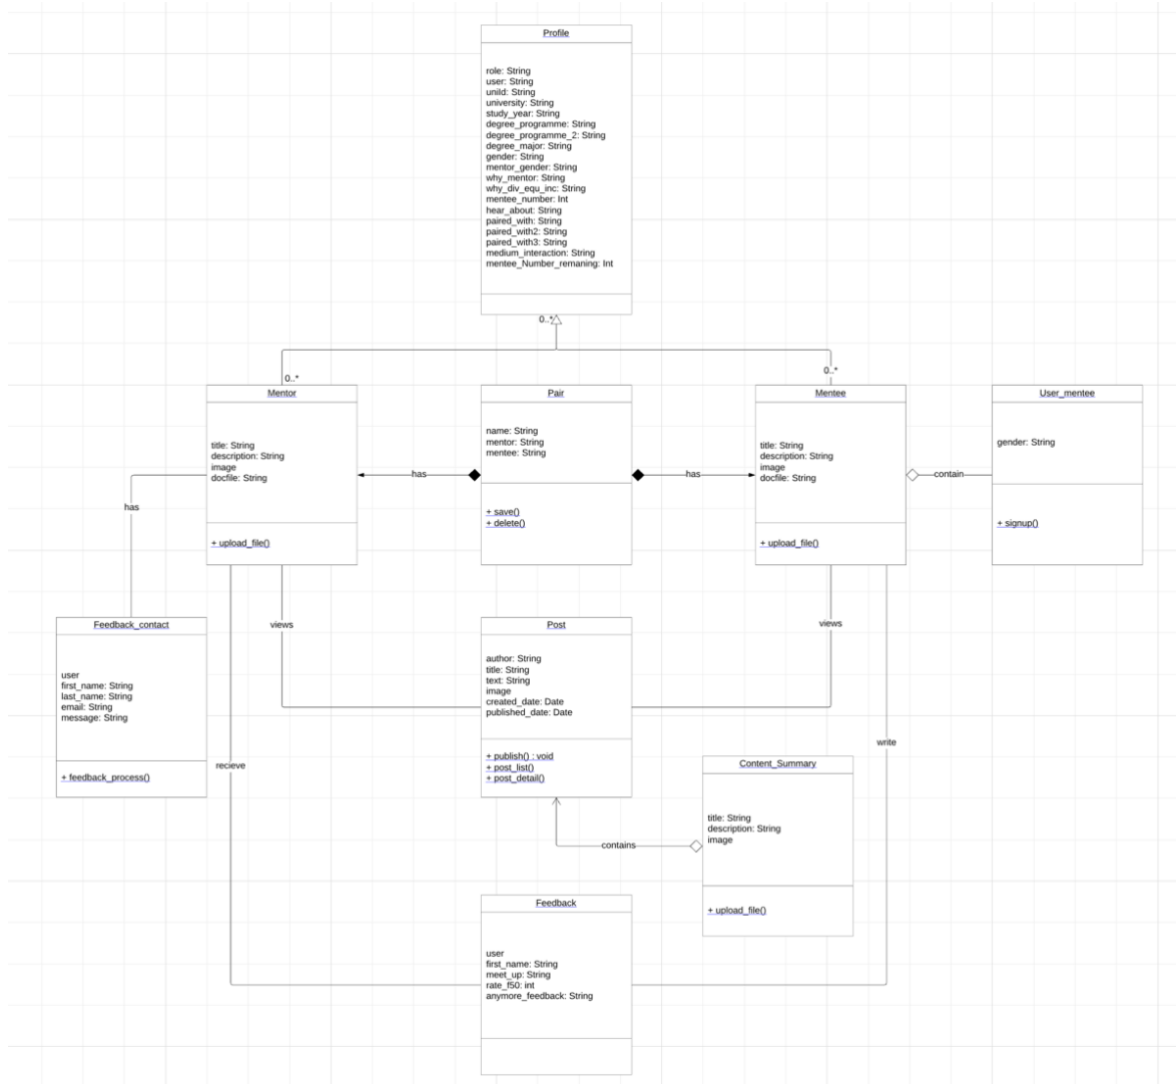 Profile
role: String
user: String
uniId: String
university: String
study_year: String
degree_programme: String
degree_programme_2: String
degree_major: String
gender: String
mentor_gender: String
why_mentor: String
why_div_equ_inc: String
mentee_number: Int
hear_about: String
paired_with: String
paired_with2: String
paired_with3: String
medium_interaction: String
mentee_Number_remaning: Int
0..*
0..*
0..*
Mentor
title: String
description: String
image
docfile: String
+ upload_file()
has
Pair
name: String
mentor: String
mentee: String
+ save()
+ delete()
has
Mentee
title: String
description: String
image
docfile: String
+ upload_file()
contain
User_mentee
gender: String
+ signup()
has
views
views
Feedback_contact
user
first_name: String
last_name: String
email: String
message: String
+ feedback_process()
Post
author: String
title: String
text: String
image
created_date: Date
published_date: Date
+ publish() : void
+ post_list()
+ post_detail()
recieve
write
Content_Summary
title: String
description: String
image
+ upload_file()
contains
Feedback
user
first_name: String
meet_up: String
rate_f50: int
anymore_feedback: String